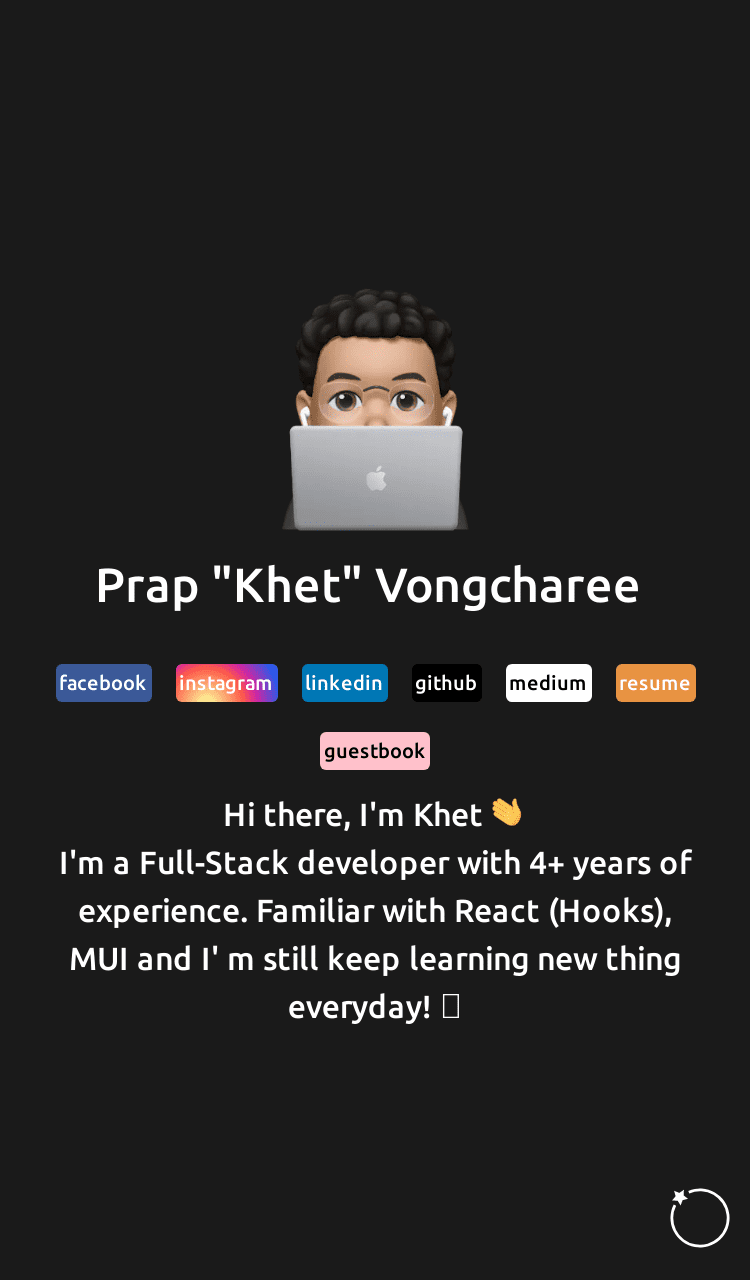 Prap "Khet" Vongcharee
facebook instagram linkedin github medium resume
guestbook
Hi there, I'm Khet 👋
I'm a Full-Stack developer with 4+ years of
experience. Familiar with React (Hooks),
MUI and I' m still keep learning new thing
everyday!